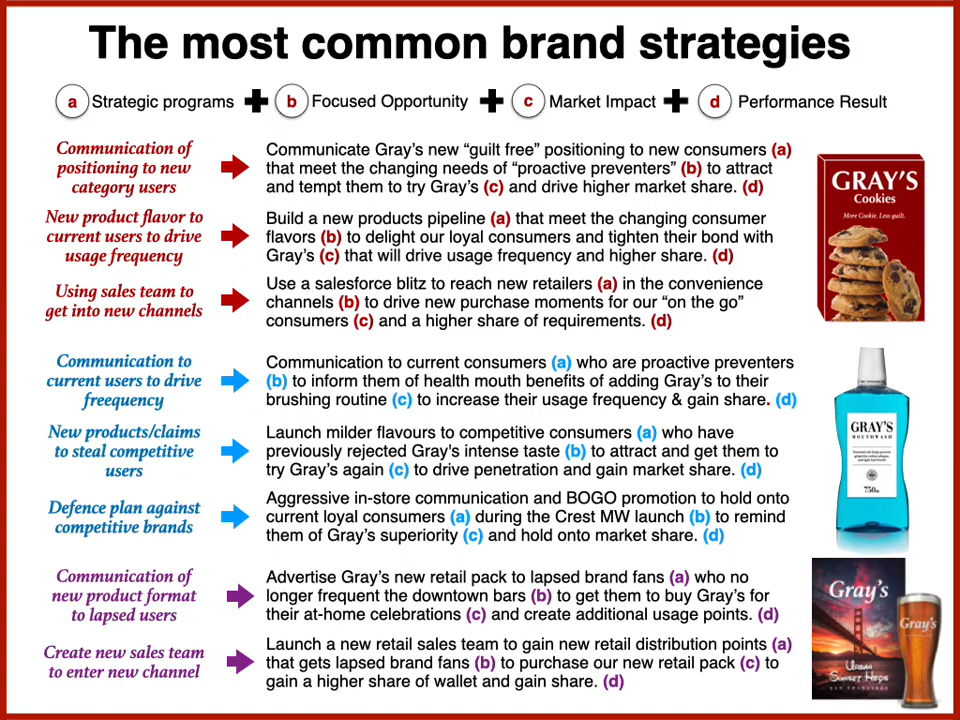 The most common brand strategies
a Strategic programs + b Focused Opportunity + c Market Impact + d Performance Result
Communication of
positioning to new
category users
Communicate Gray's new “guilt free” positioning to new consumers (a)
that meet the changing needs of “proactive preventers” (b) to attract
and tempt them to try Gray's (c) and drive higher market share. (d)
New product flavor to
current users to drive
usage frequency
Build a new products pipeline (a) that meet the changing consumer
flavors (b) to delight our loyal consumers and tighten their bond with
Gray's (c) that will drive usage frequency and higher share. (d)
Using sales team to
get into new channels
Use a salesforce blitz to reach new retailers (a) in the convenience
channels (b) to drive new purchase moments for our “on the go”
consumers (c) and a higher share of requirements. (d)
GRAY'S
Cookies
More Cookie. Less guilt.
Communication to
current users to drive
freequency
Communication to current consumers (a) who are proactive preventers
(b) to inform them of health mouth benefits of adding Gray's to their
brushing routine (c) to increase their usage frequency & gain share. (d)
New products/claims
to steal competitive
users
Launch milder flavours to competitive consumers (a) who have
previously rejected Gray's intense taste (b) to attract and get them to
try Gray's again (c) to drive penetration and gain market share. (d)
Defence plan against
competitive brands
Aggressive in-store communication and BOGO promotion to hold onto
current loyal consumers (a) during the Crest MW launch (b) to remind
them of Gray's superiority (c) and hold onto market share. (d)
GRAY'S
MOUTHWASH
750ml
Communication of
new product format
to lapsed users
Advertise Gray's new retail pack to lapsed brand fans (a) who no
longer frequent the downtown bars (b) to get them to buy Gray's for
their at-home celebrations (c) and create additional usage points. (d)
Create new sales team
to enter new channel
Launch a new retail sales team to gain new retail distribution points (a)
that gets lapsed brand fans (b) to purchase our new retail pack (c) to
gain a higher share of wallet and gain share. (d)
Gray's
Urban
Sunset Hops
SAN FRANCISCO
Gray's